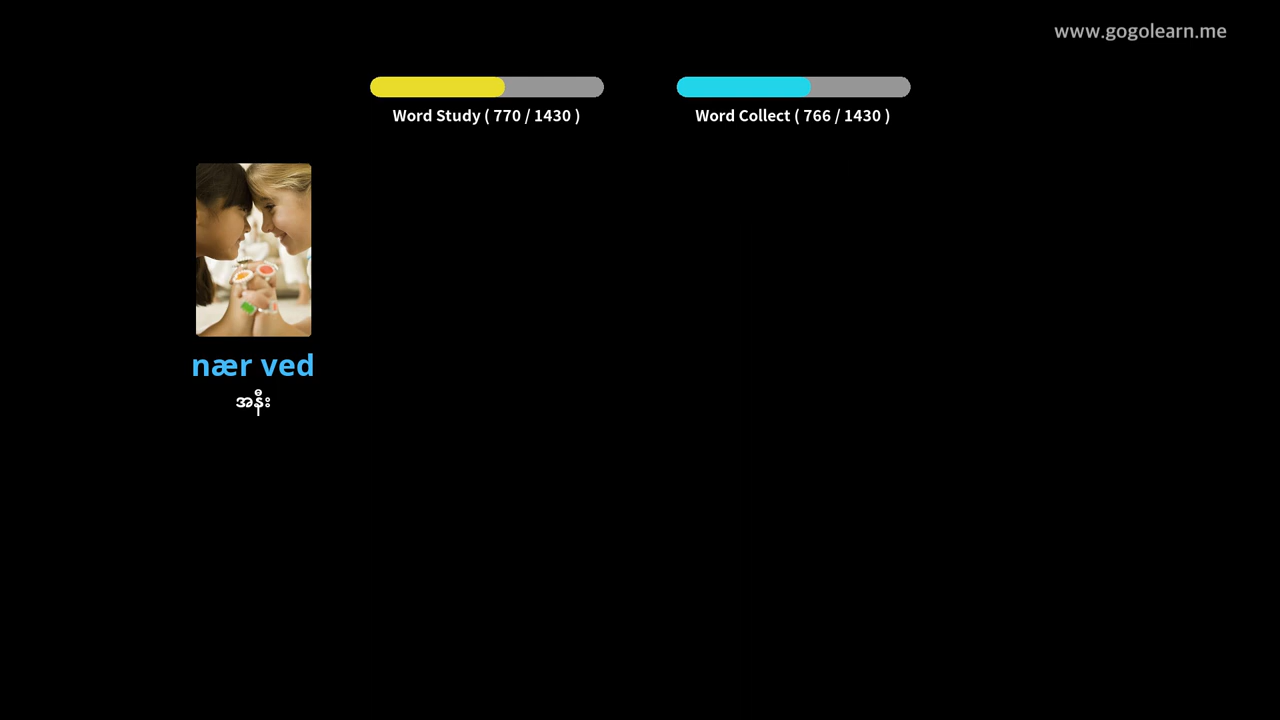 www.gogolearn.me
Word Study ( 770 / 1430 )
Word Collect ( 766 / 1430 )
nær ved
အနီး